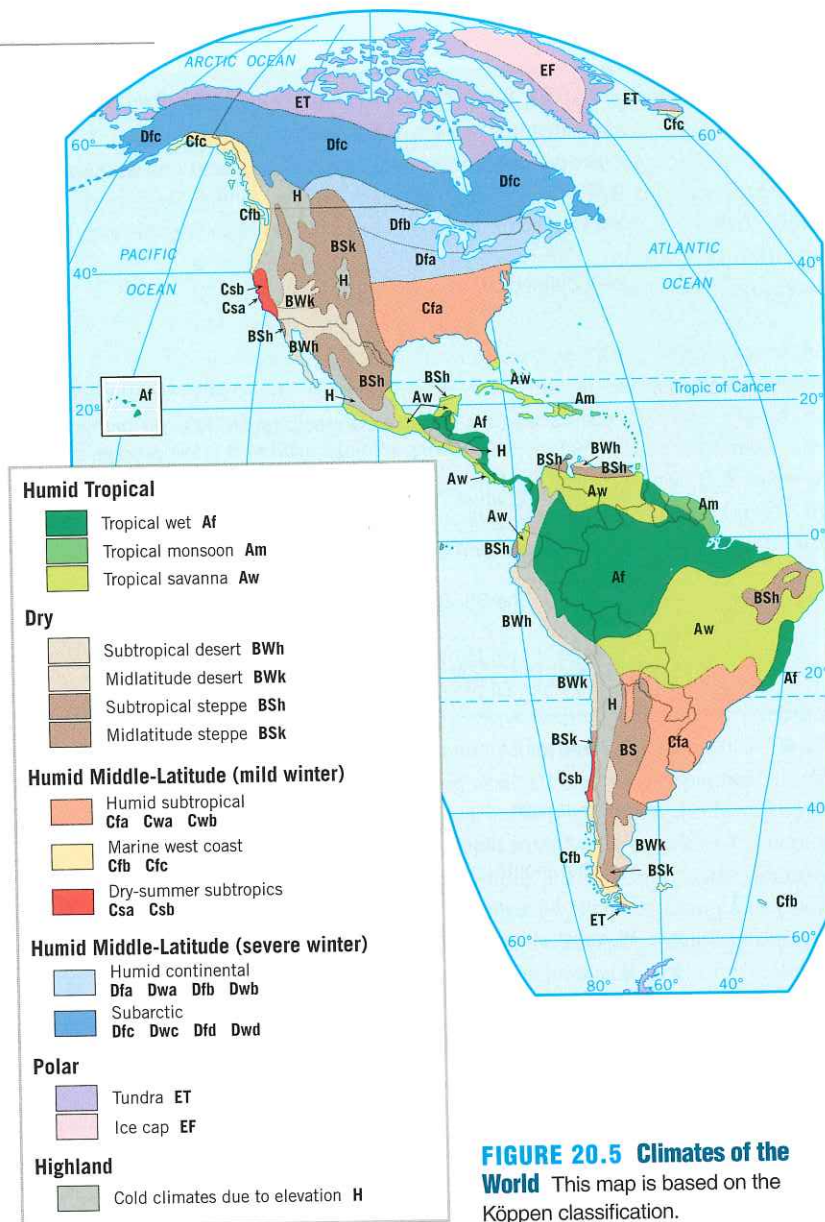 ARCTIC OCEAN
EF
ET
ET
Cfc
60°
Dfc
Cfc
Dfc
60°
Dfc
H
Cfb
Dfb
PACIFIC
OCEAN
BSk
ATLANTIC
OCEAN
Dfa
40°
40°
Csb
Csa
H
BWk
Cfa
BSh
BWh
BSh
BSh
Aw
Aw
Tropic of Cancer
Am
Af
20°
20°
H
Af
H
Aw
BSh
BWh
BSh
Aw
Am
Aw
0°
BSh
Af
BSh
BWh
Aw
Af
BWk
20°
H
BSk
BS
Cfa
Csb
40°
Cfb
BWk
BSk
Cfb
ET
60°
60°
80°
60°
40°
Humid Tropical
Tropical wet Af
Tropical monsoon Am
Tropical savanna Aw
Dry
Subtropical desert BWh
Midlatitude desert BWk
Subtropical steppe BSh
Midlatitude steppe BSk
Humid Middle-Latitude (mild winter)
Humid subtropical
Cfa Cwa Cwb
Marine west coast
Cfb Cfc
Dry-summer subtropics
Csa Csb
Humid Middle-Latitude (severe winter)
Humid continental
Dfa Dwa Dfb Dwb
Subarctic
Dfc Dwc Dfd Dwd
Polar
Tundra ET
Ice cap EF
Highland
Cold climates due to elevation H
FIGURE 20.5 Climates of the
World This map is based on the
Köppen classification.